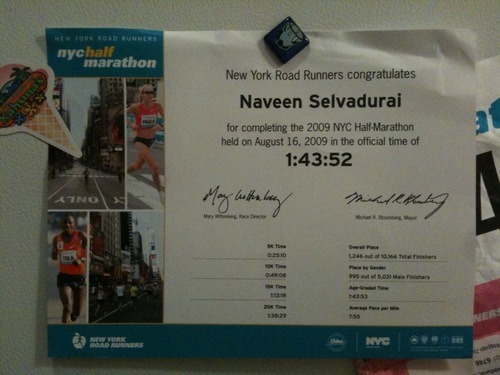 NEW YORK ROAD RUNNERS
nychalf
marathon
New York Road Runners congratulates
Naveen Selvadurai
for completing the 2009 NYC Half-Marathon
held on August 16, 2009 in the official time of
1:43:52
Mary Wittenberg, Race Director
Michael R. Bloomberg, Mayor
5K Time
0:25:10
10K Time
0:49:08
15K Time
1:13:18
20K Time
1:38:29
Overall Place
1,246 out of 10,166 Total Finishers
Place by Gender
995 out of 5,031 Male Finishers
Age-Graded Time
1:43:53
Average Pace per Mile
7:55
ONLY
NEW YORK
ROAD RUNNERS
NYC